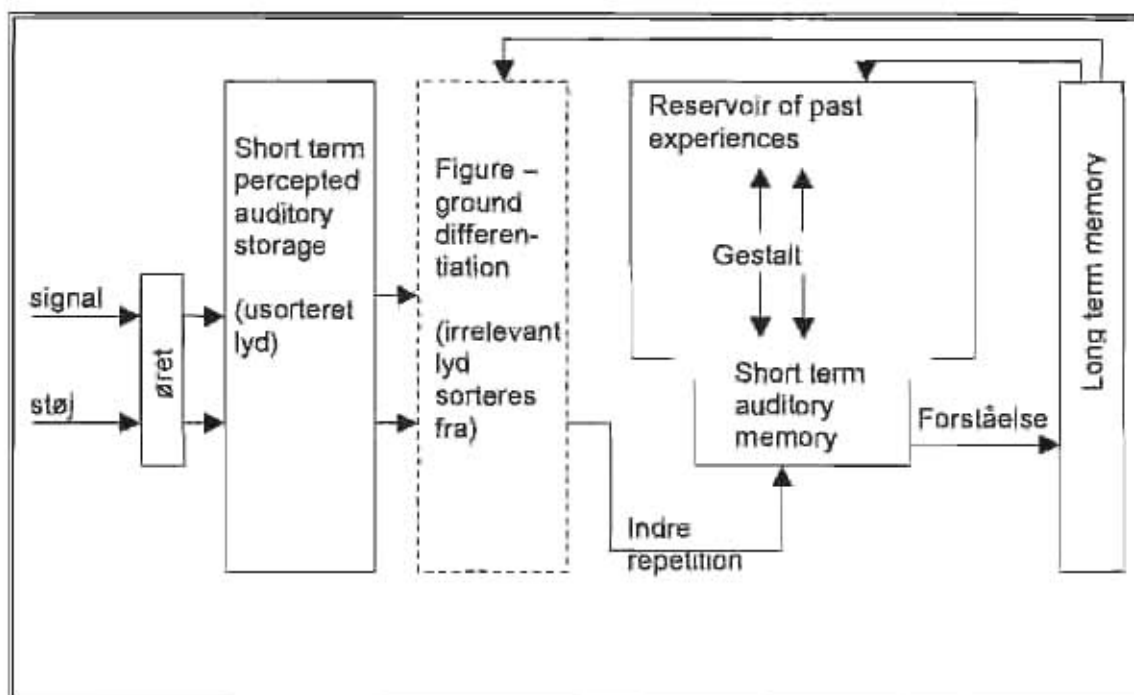 signal
støj
øret
Short term
percepted
auditory
storage
(usorteret
lyd)
Figure –
ground
differen-
tiation
(irrelevant
lyd
sorteres
fra)
Indre
repetition
Reservoir of past
experiences
Gestalt
Short term
auditory
memory
Forståelse
Long term memory